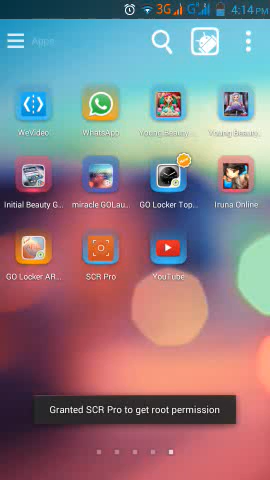 3G G 4:14 PM
Apps
WeVideo WhatsApp Young Beauty... Young Beauty...
Initial Beauty G... miracle GOLau... GO Locker Top... Iruna Online
GO Locker AR... SCR Pro YouTube
Granted SCR Pro to get root permission